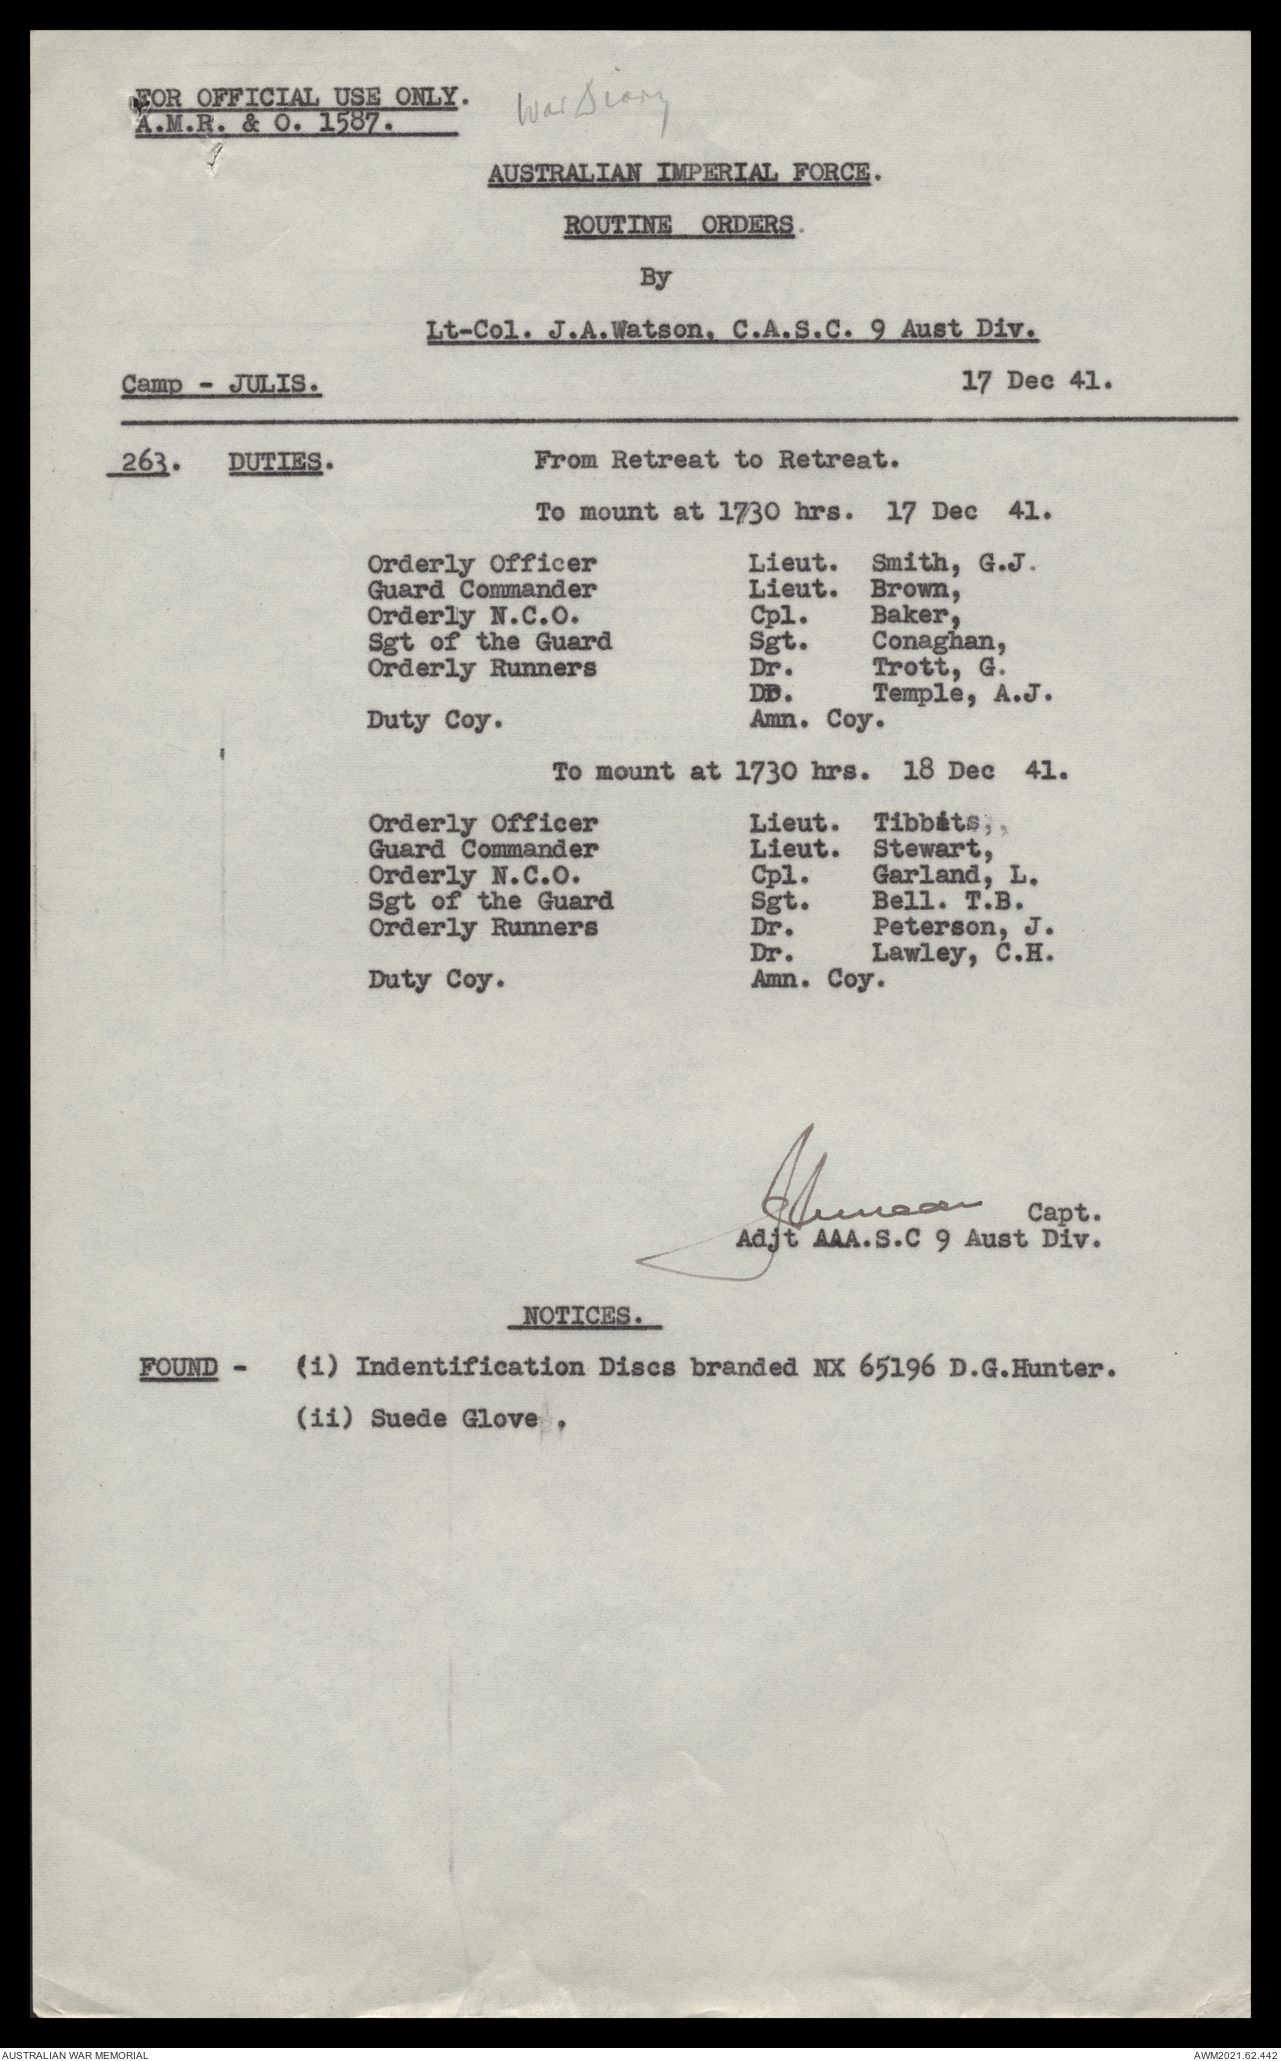 FOR OFFICIAL USE ONLY.
A.M.R. & O. 1587.
War Diary
AUSTRALIAN IMPERIAL FORCE.
ROUTINE ORDERS.
By
Lt-Col. J.A.Watson, C.A.S.C. 9 Aust Div.
Camp - JULIS. 17 Dec 41.
263. DUTIES. From Retreat to Retreat.
To mount at 1730 hrs. 17 Dec 41.
Orderly Officer Lieut. Smith, G.J.
Guard Commander Lieut. Brown,
Orderly N.C.O. Cpl. Baker,
Sgt of the Guard Sgt. Conaghan,
Orderly Runners Dr. Trott, G.
Dr. Temple, A.J.
Duty Coy. Amn. Coy.
To mount at 1730 hrs. 18 Dec 41.
Orderly Officer Lieut. Tibbits,,
Guard Commander Lieut. Stewart,
Orderly N.C.O. Cpl. Garland, L.
Sgt of the Guard Sgt. Bell. T.B.
Orderly Runners Dr. Peterson, J.
Dr. Lawley, C.H.
Duty Coy. Amn. Coy.
Capt.
Adjt AAA.S.C 9 Aust Div.
NOTICES.
FOUND - (i) Indentification Discs branded NX 65196 D.G.Hunter.
(ii) Suede Glove .
AUSTRALIAN WAR MEMORIAL AWM2021.62.442